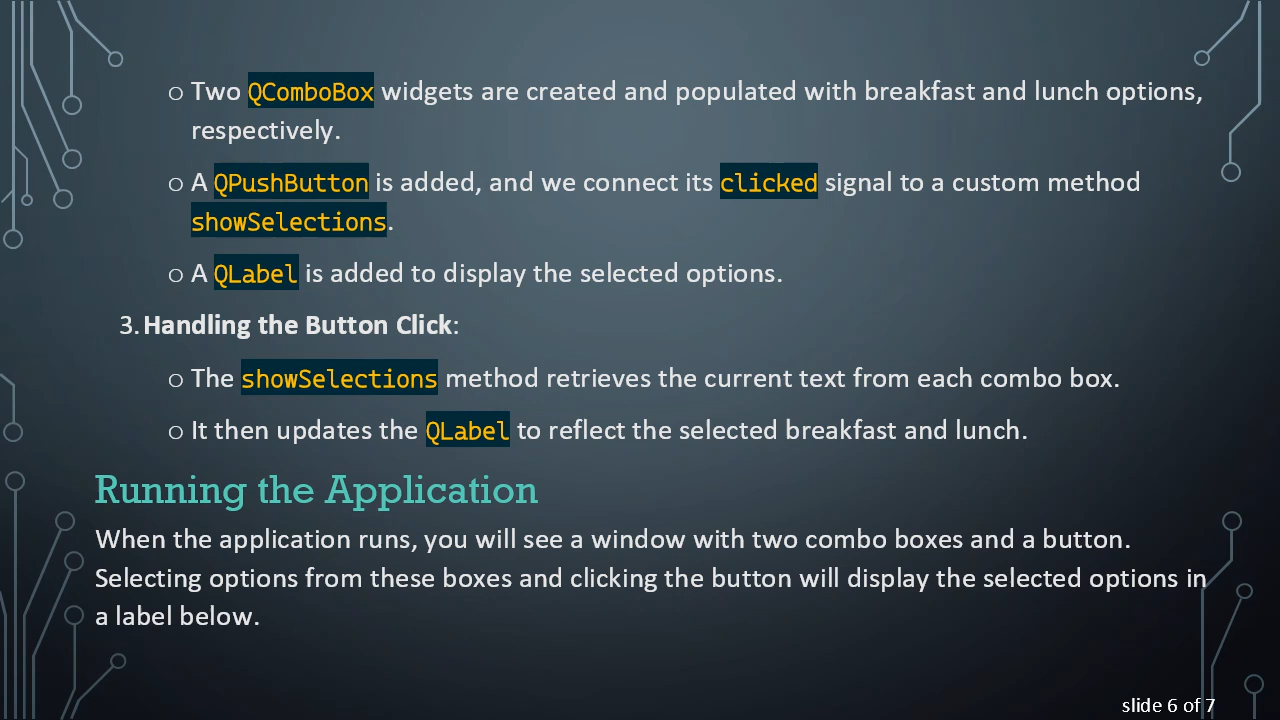 ○ Two QComboBox widgets are created and populated with breakfast and lunch options,
respectively.
○ A QPushButton is added, and we connect its clicked signal to a custom method
showSelections.
○ A QLabel is added to display the selected options.
3. Handling the Button Click:
○ The showSelections method retrieves the current text from each combo box.
○ It then updates the QLabel to reflect the selected breakfast and lunch.
Running the Application
When the application runs, you will see a window with two combo boxes and a button.
Selecting options from these boxes and clicking the button will display the selected options in
a label below.
slide 6 of 7